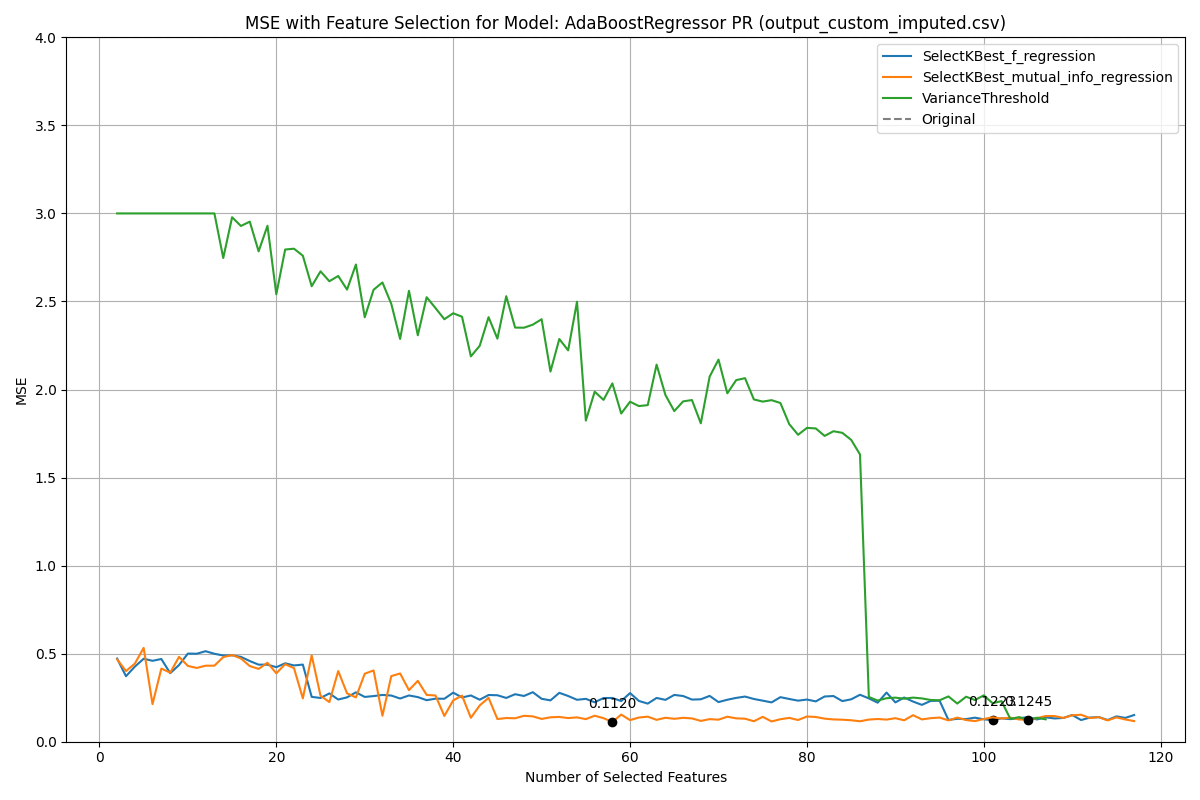 MSE with Feature Selection for Model: AdaBoostRegressor PR (output_custom_imputed.csv)
SelectKBest_f_regression
SelectKBest_mutual_info_regression
VarianceThreshold
Original
MSE
4.0
3.5
3.0
2.5
2.0
1.5
1.0
0.5
0.0
0.1120
0.1223
0.1245
0
20
40
60
80
100
120
Number of Selected Features